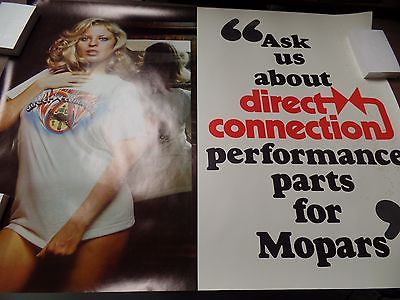 “Ask
us
about
direct
connection
performance
parts
for
Mopars’